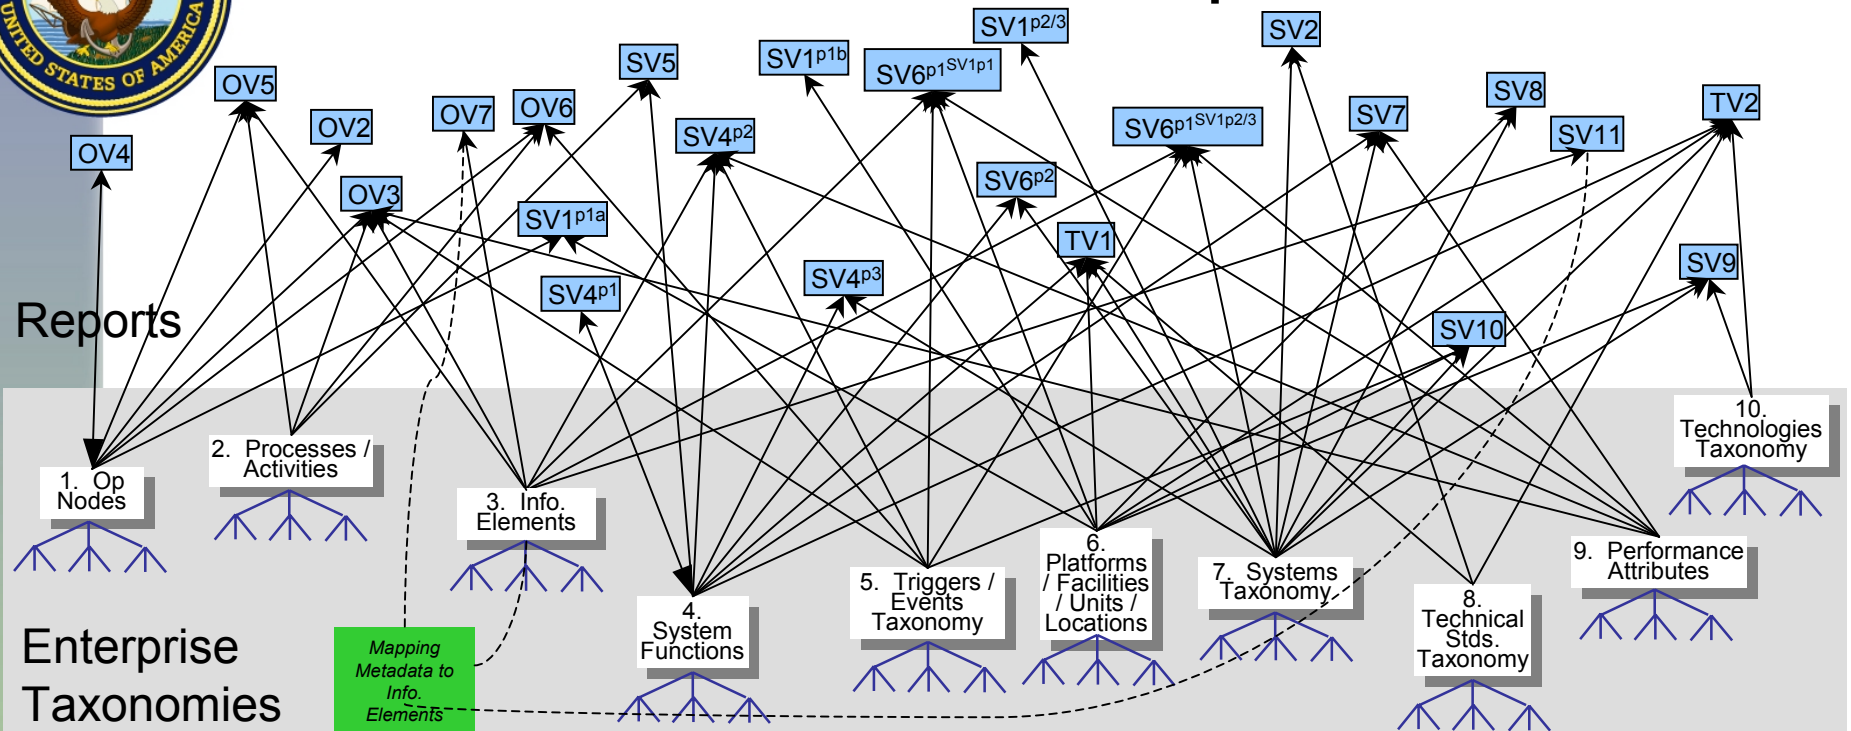 UNITED STATES OF AMERICA
SV1p2/3
SV2
SV5
SV1p1b
SV6p1SV1p1
OV5
OV7
OV6
SV8
TV2
OV2
SV4p2
SV6p1SV1p2/3
SV7
SV11
OV4
OV3
SV6p2
SV1p1a
TV1
SV4p1
SV4p3
SV9
Reports
SV10
1. Op
Nodes
2. Processes /
Activities
3. Info.
Elements
4.
System
Functions
5. Triggers /
Events
Taxonomy
6.
Platforms
/ Facilities
/ Units /
Locations
7. Systems
Taxonomy
8.
Technical
Stds.
Taxonomy
9. Performance
Attributes
10.
Technologies
Taxonomy
Enterprise
Taxonomies
Mapping
Metadata to
Info.
Elements